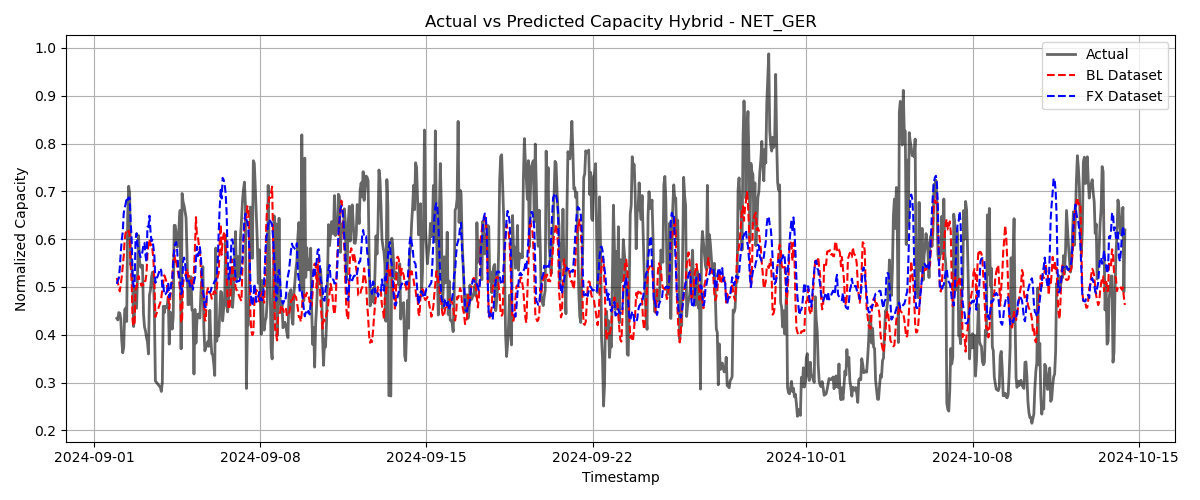 Actual vs Predicted Capacity Hybrid - NET_GER
Normalized Capacity
1.0
0.9
0.8
0.7
0.6
0.5
0.4
0.3
0.2
Actual
BL Dataset
FX Dataset
2024-09-01
2024-09-08
2024-09-15
2024-09-22
2024-10-01
2024-10-08
2024-10-15
Timestamp